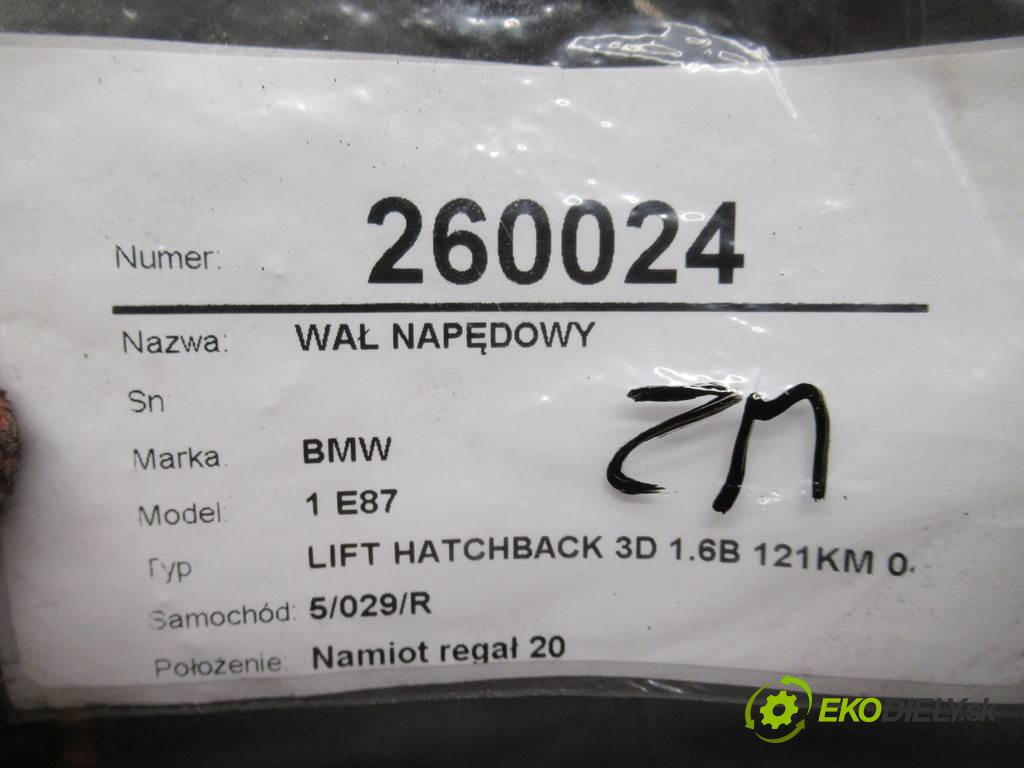 Numer: 260024
Nazwa: WAŁ NAPĘDOWY
Sn
Marka: BMW
Model: 1 E87
Typ LIFT HATCHBACK 3D 1.6B 121KM 0.
Samochód: 5/029/R
Położenie: Namiot regał 20
EKODIELY.sk